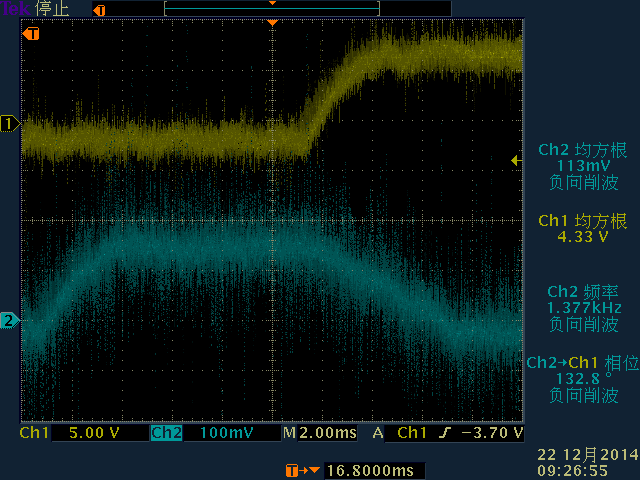 Tek 停止
T
T
1
2
Ch2 均方根
113mV
负向削波
Ch1 均方根
4.33 V
Ch2 频率
1.377kHz
负向削波
Ch2→Ch1 相位
132.8 °
负向削波
Ch1 5.00 V Ch2 100mV M 2.00ms A Ch1 ƒ −3.70 V
T→▼ 16.8000ms
22 12月 2014
09:26:55